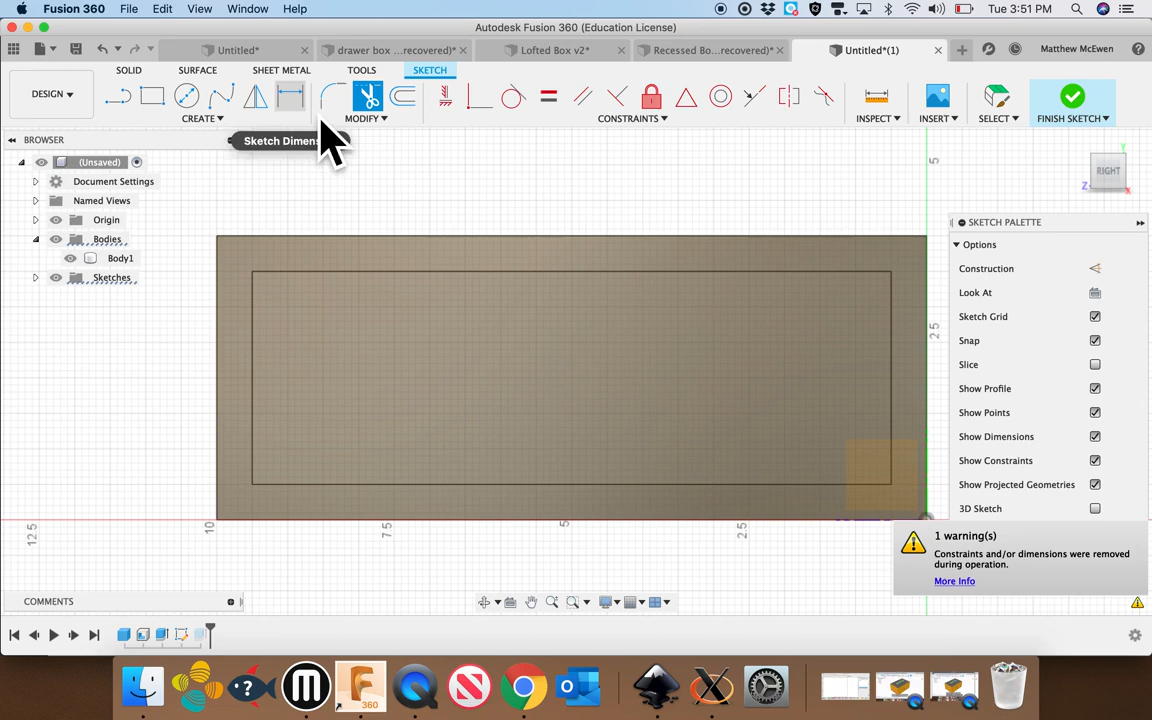 Fusion 360 File Edit View Window Help Tue 3:51 PM
Autodesk Fusion 360 (Education License)
Untitled* drawer box ...recovered)* Lofted Box v2* Recessed Bo...recovered)* Untitled*(1) Matthew McEwen
SOLID SURFACE SHEET METAL TOOLS SKETCH
DESIGN
CREATE MODIFY CONSTRAINTS INSPECT INSERT SELECT FINISH SKETCH
BROWSER
Sketch Dimens
(Unsaved)
Document Settings
Named Views
Origin
Bodies
Body1
Sketches
5
2 5
12.5
10
7.5
5
2.5
Y
RIGHT
Z
X
SKETCH PALETTE
Options
Construction
Look At
Sketch Grid
Snap
Slice
Show Profile
Show Points
Show Dimensions
Show Constraints
Show Projected Geometries
3D Sketch
1 warning(s)
Constraints and/or dimensions were removed
during operation.
More Info
COMMENTS
F
360